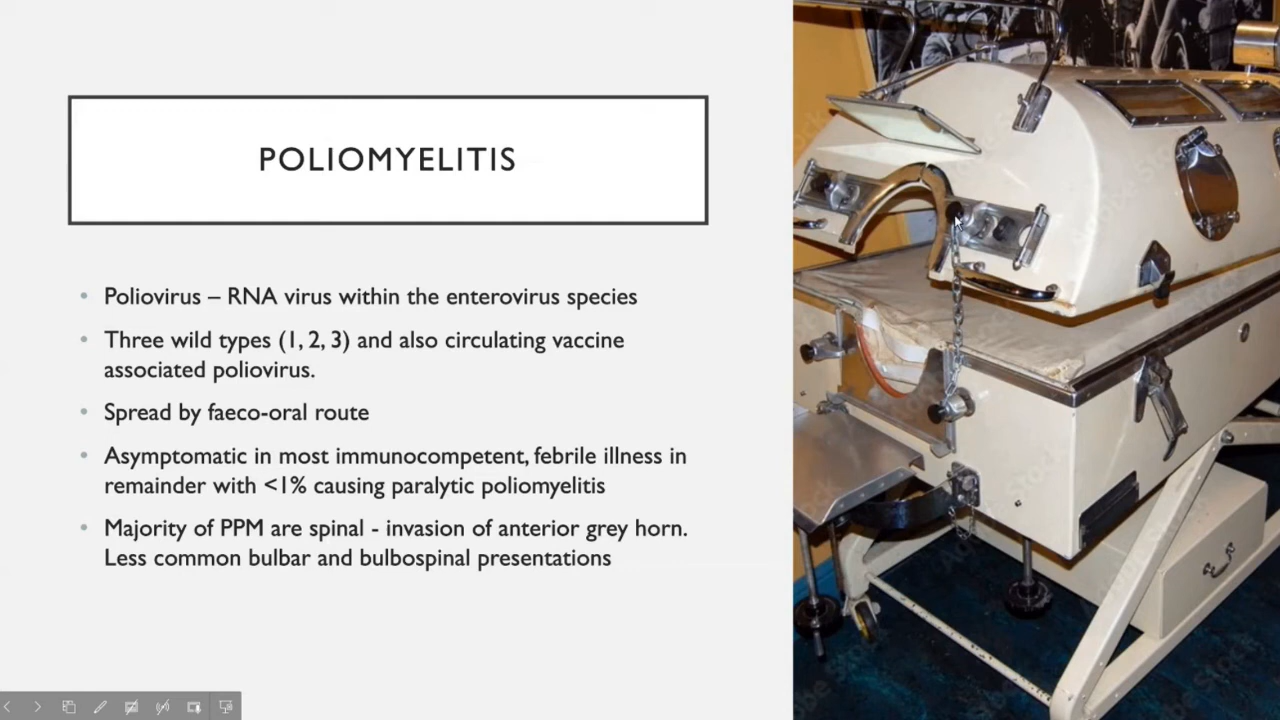 POLIOMYELITIS
• Poliovirus – RNA virus within the enterovirus species
• Three wild types (1, 2, 3) and also circulating vaccine
associated poliovirus.
• Spread by faeco-oral route
• Asymptomatic in most immunocompetent, febrile illness in
remainder with <1% causing paralytic poliomyelitis
• Majority of PPM are spinal - invasion of anterior grey horn.
Less common bulbar and bulbospinal presentations